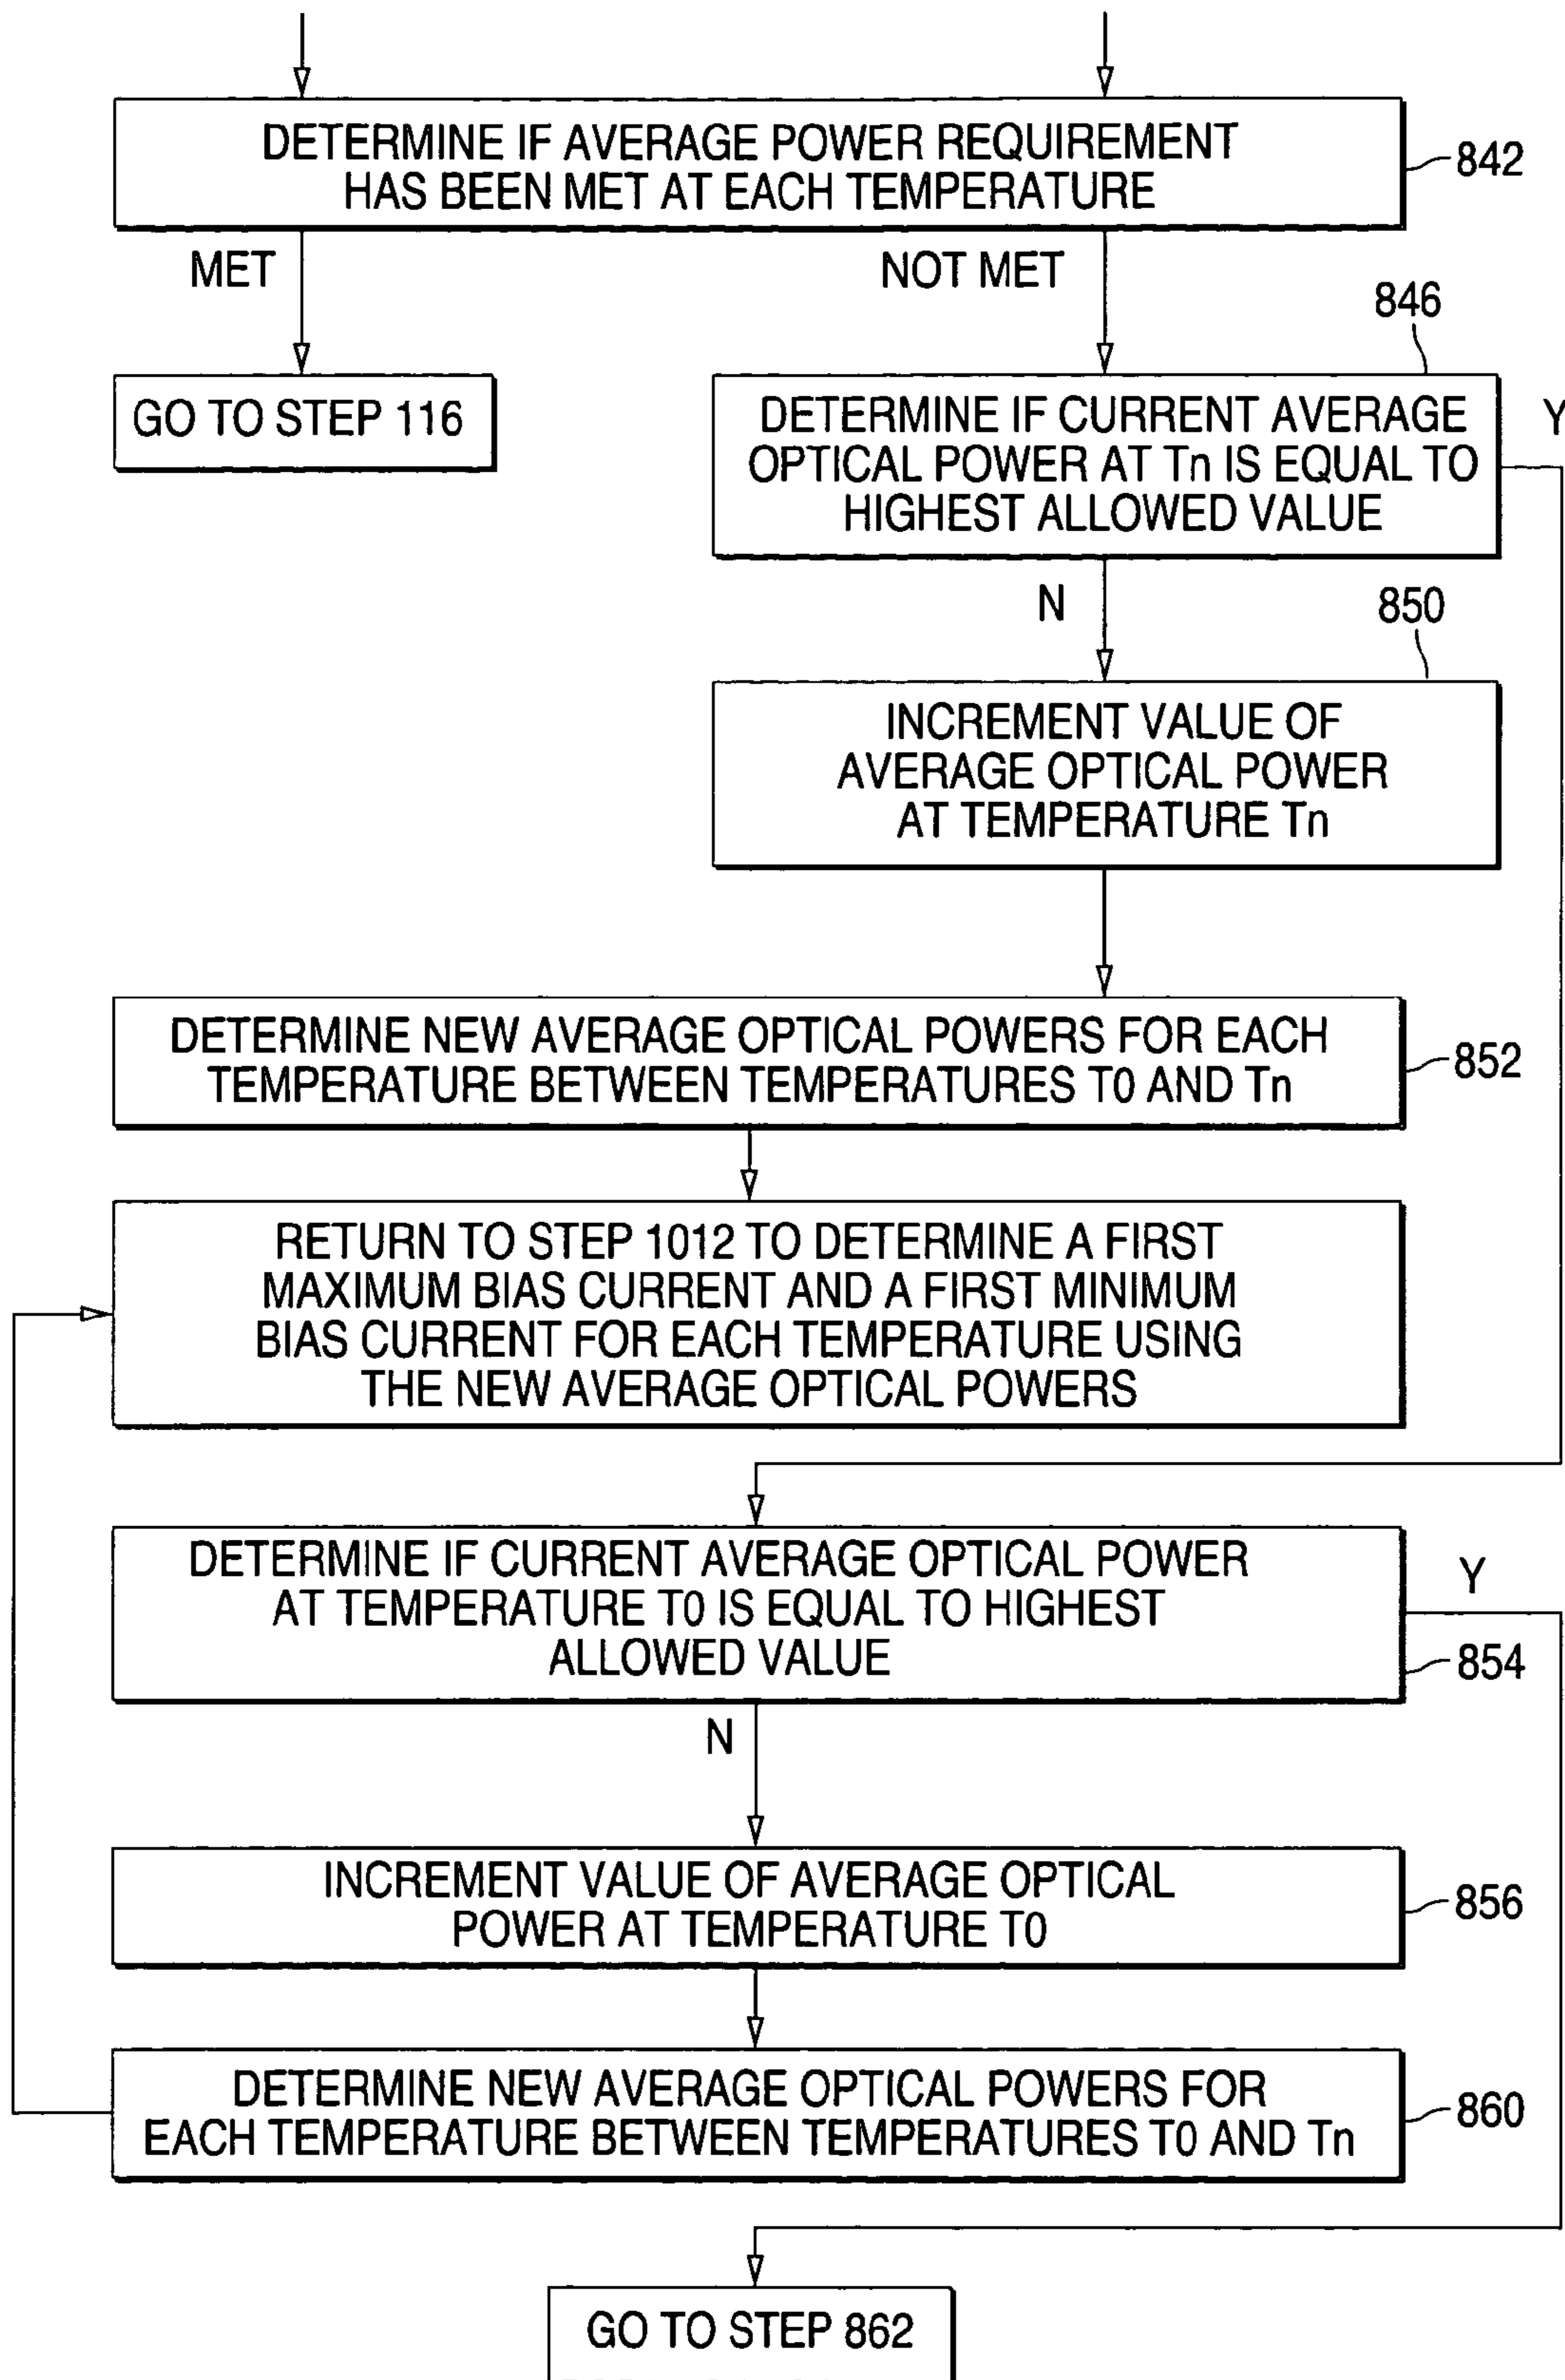 DETERMINE IF AVERAGE POWER REQUIREMENT
HAS BEEN MET AT EACH TEMPERATURE
842
MET
NOT MET
846
GO TO STEP 116
DETERMINE IF CURRENT AVERAGE
OPTICAL POWER AT Tn IS EQUAL TO
HIGHEST ALLOWED VALUE
Y
N
850
INCREMENT VALUE OF
AVERAGE OPTICAL POWER
AT TEMPERATURE Tn
DETERMINE NEW AVERAGE OPTICAL POWERS FOR EACH
TEMPERATURE BETWEEN TEMPERATURES T0 AND Tn
852
RETURN TO STEP 1012 TO DETERMINE A FIRST
MAXIMUM BIAS CURRENT AND A FIRST MINIMUM
BIAS CURRENT FOR EACH TEMPERATURE USING
THE NEW AVERAGE OPTICAL POWERS
DETERMINE IF CURRENT AVERAGE OPTICAL POWER
AT TEMPERATURE T0 IS EQUAL TO HIGHEST
ALLOWED VALUE
Y
854
N
INCREMENT VALUE OF AVERAGE OPTICAL
POWER AT TEMPERATURE T0
856
DETERMINE NEW AVERAGE OPTICAL POWERS FOR
EACH TEMPERATURE BETWEEN TEMPERATURES T0 AND Tn
860
GO TO STEP 862